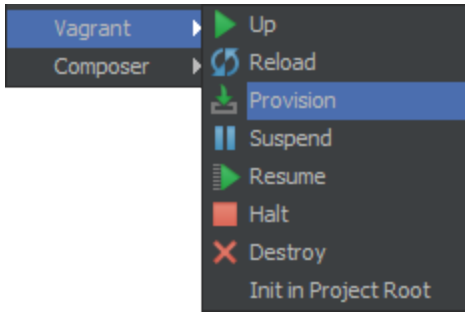 Vagrant
Composer
Up
Reload
Provision
Suspend
Resume
Halt
Destroy
Init in Project Root